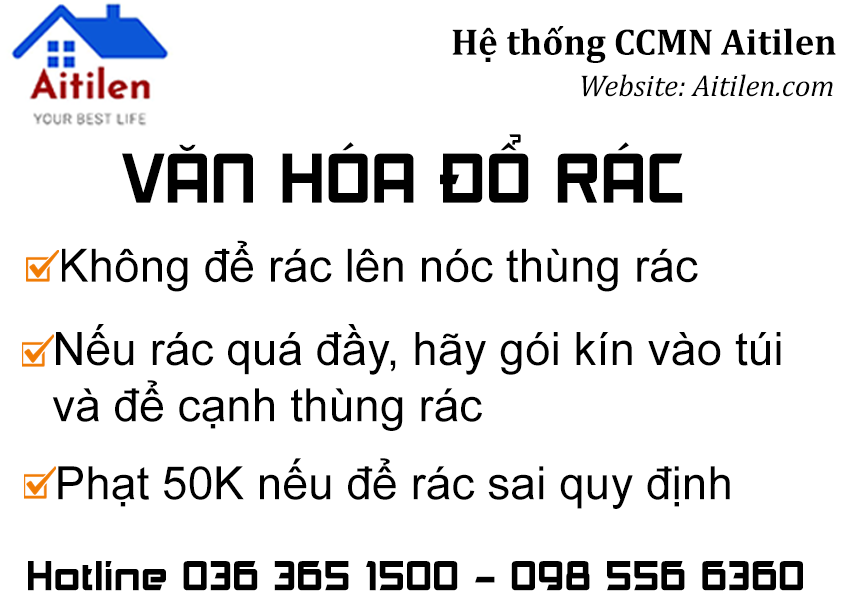 Aitilen
YOUR BEST LIFE
Hệ thống CCMN Aitilen
Website: Aitilen.com
VĂN HÓA ĐỔ RÁC
Không để rác lên nóc thùng rác
Nếu rác quá đầy, hãy gói kín vào túi
và để cạnh thùng rác
Phạt 50K nếu để rác sai quy định
Hotline 036 365 1500 - 098 556 6360